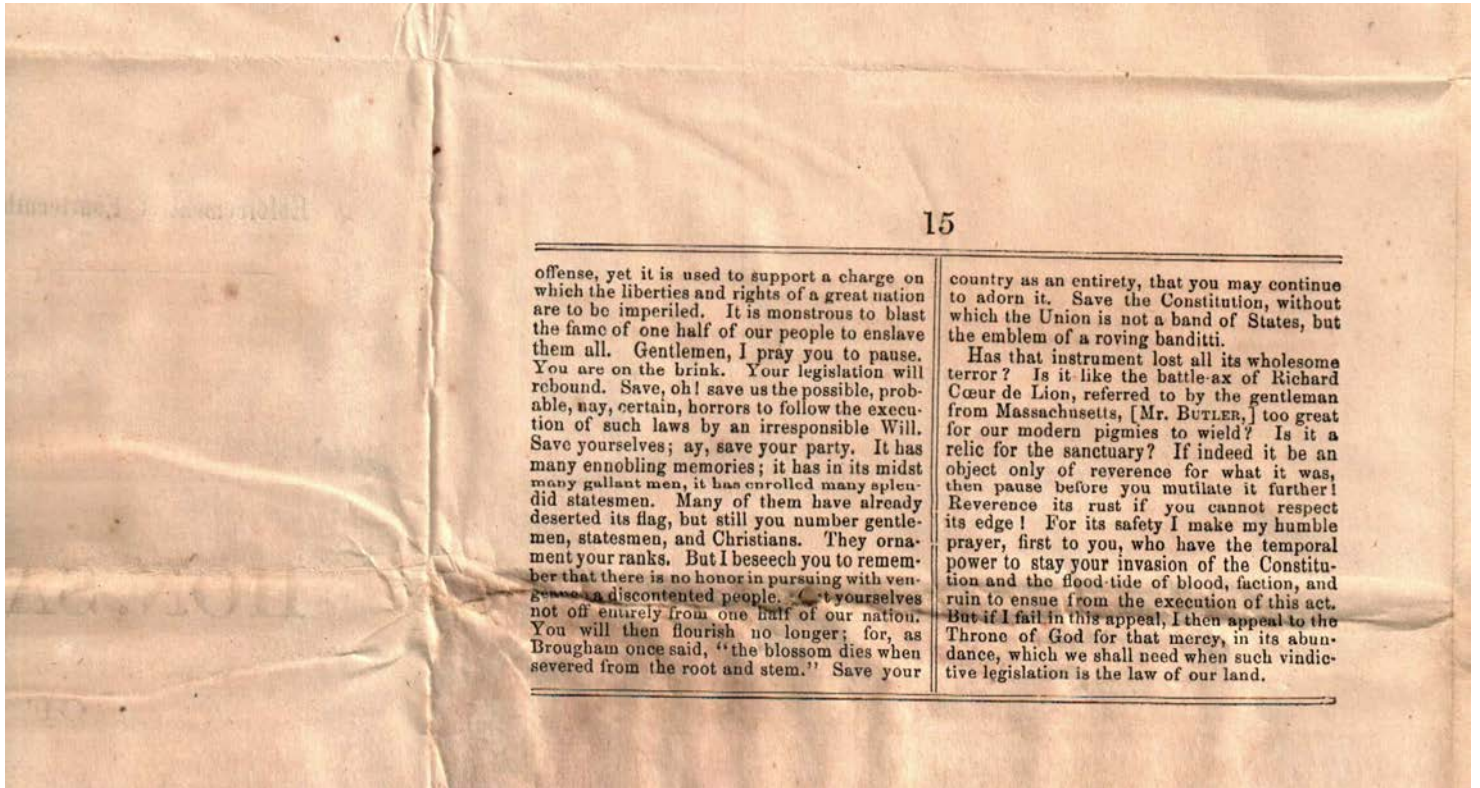 15
offense, yet it is used to support a charge on
which the liberties and rights of a great nation
are to be imperiled. It is monstrous to blast
the fame of one half of our people to enslave
them all. Gentlemen, I pray you to pause.
You are on the brink. Your legislation will
rebound. Save, oh! save us the possible, prob-
able, nay, certain, horrors to follow the execu-
tion of such laws by an irresponsible Will.
Save yourselves; ay, save your party. It has
many ennobling memories; it has in its midst
many gallant men, it has enrolled many splen-
did statesmen. Many of them have already
deserted its flag, but still you number gentle-
men, statesmen, and Christians. They orna-
ment your ranks. But I beseech you to remem-
ber that there is no honor in pursuing with ven-
a discontented people. yourselves
not off entirely from one half of our nation.
You will then flourish no longer; for, as
Brougham once said, "the blossom dies when
severed from the root and stem." Save your
country as an entirety, that you may continue
to adorn it. Save the Constitution, without
which the Union is not a band of States, but
the emblem of a roving banditti.
Has that instrument lost all its wholesome
terror? Is it like the battle-ax of Richard
Cœur de Lion, referred to by the gentleman
from Massachusetts, [Mr. BUTLER,] too great
for our modern pigmies to wield? Is it a
relic for the sanctuary? If indeed it be an
object only of reverence for what it was,
then pause before you mutilate it further!
Reverence its rust if you cannot respect
its edge! For its safety I make my humble
prayer, first to you, who have the temporal
power to stay your invasion of the Constitu-
tion and the flood-tide of blood, faction, and
ruin to ensue from the execution of this act.
But if I fail in this appeal, I then appeal to the
Throne of God for that mercy, in its abun-
dance, which we shall need when such vindic-
tive legislation is the law of our land.